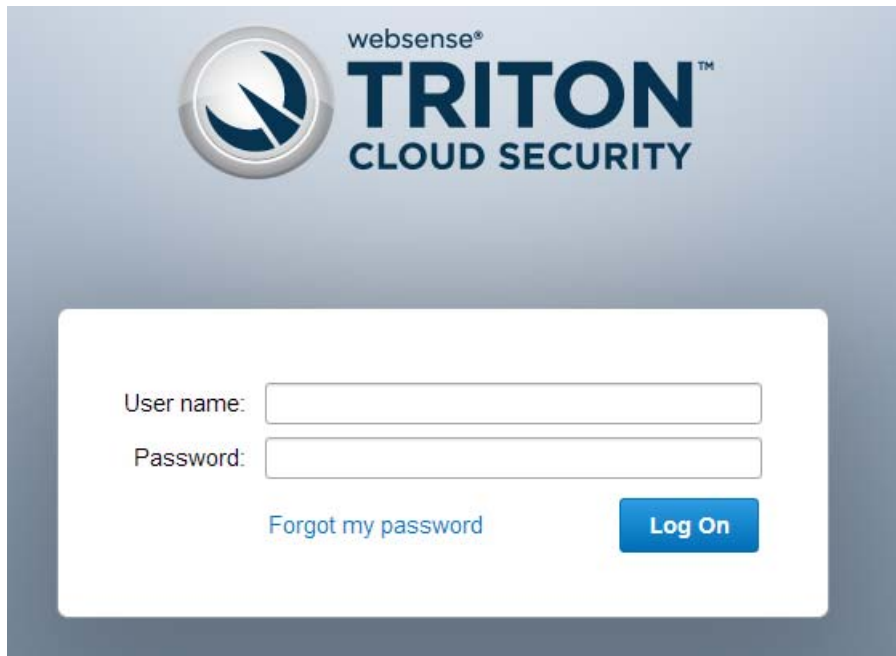 websense®
TRITON™
CLOUD SECURITY
User name:
Password:
Forgot my password
Log On